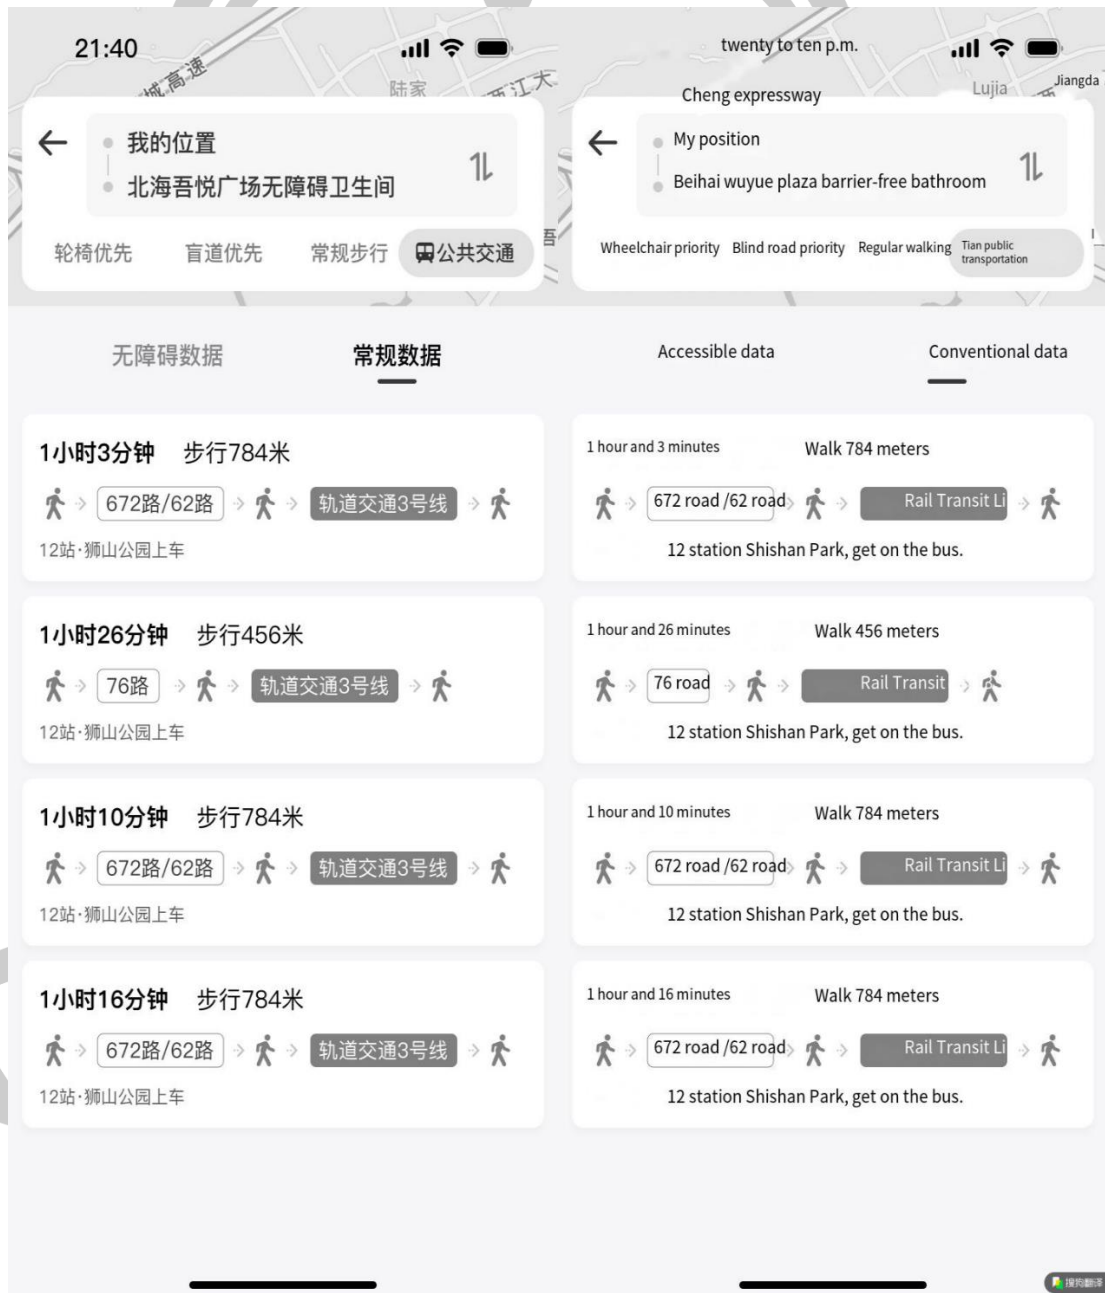 21:40
城高速
陆家
西江大
我的位置
北海吾悦广场无障碍卫生间
轮椅优先 盲道优先 常规步行 公共交通
吾
无障碍数据 常规数据
1小时3分钟 步行784米
672路/62路 轨道交通3号线
12站·狮山公园上车
1小时26分钟 步行456米
76路 轨道交通3号线
12站·狮山公园上车
1小时10分钟 步行784米
672路/62路 轨道交通3号线
12站·狮山公园上车
1小时16分钟 步行784米
672路/62路 轨道交通3号线
12站·狮山公园上车
twenty to ten p.m.
Cheng expressway
Lujia
Jiangda
My position
Beihai wuyue plaza barrier-free bathroom
Wheelchair priority Blind road priority Regular walking Tian public
transportation
Accessible data Conventional data
1 hour and 3 minutes Walk 784 meters
672 road /62 road Rail Transit Li
12 station Shishan Park, get on the bus.
1 hour and 26 minutes Walk 456 meters
76 road Rail Transit
12 station Shishan Park, get on the bus.
1 hour and 10 minutes Walk 784 meters
672 road /62 road Rail Transit Li
12 station Shishan Park, get on the bus.
1 hour and 16 minutes Walk 784 meters
672 road /62 road Rail Transit Li
12 station Shishan Park, get on the bus.
搜狗翻译